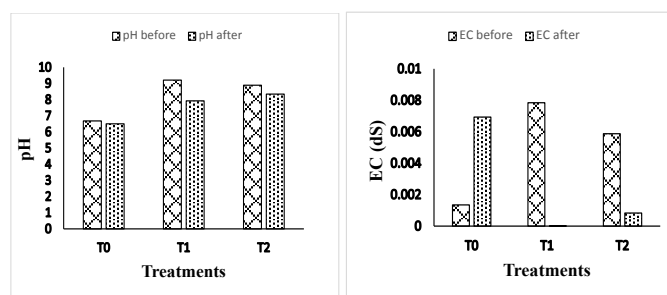 pH before pH after
10
9
8
7
6
5
4
3
2
1
0
pH
T0 T1 T2
Treatments
EC before EC after
0.01
0.008
0.006
0.004
0.002
0
EC (dS)
T0 T1 T2
Treatments